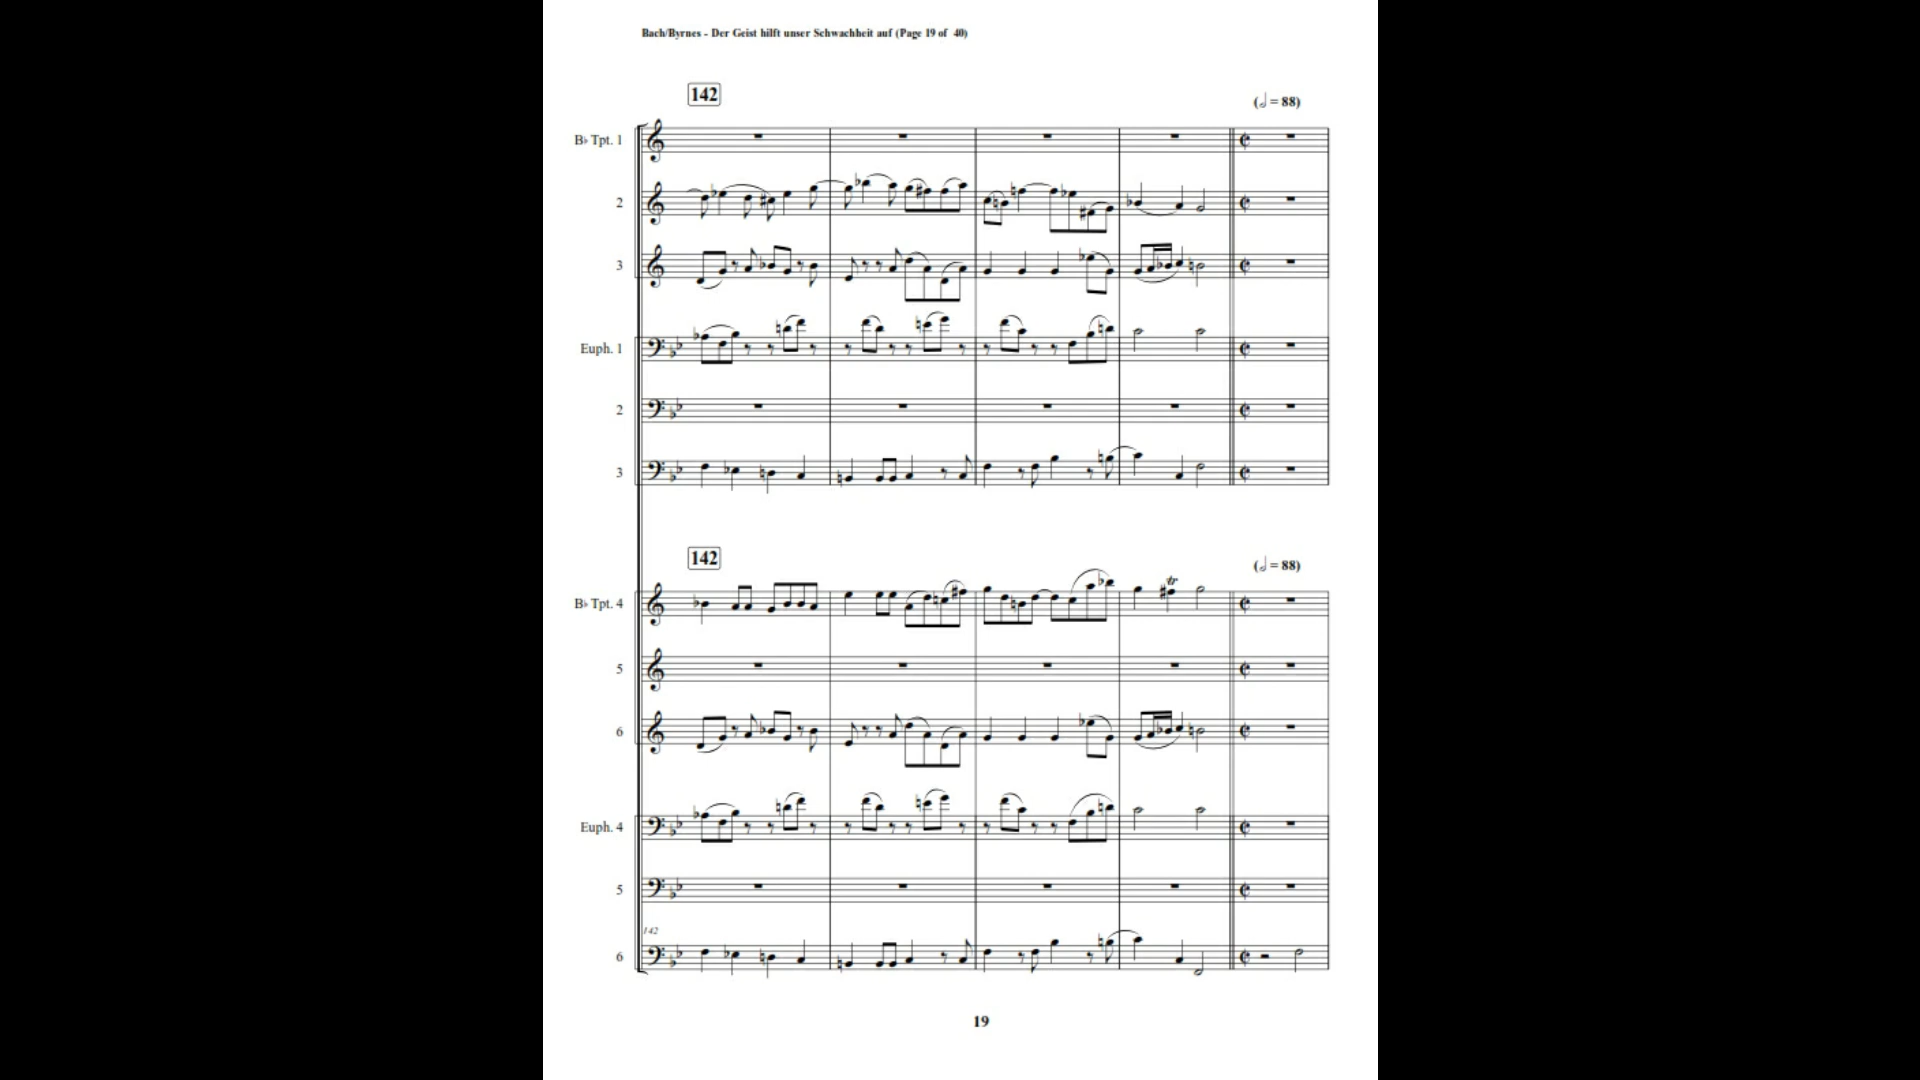 Bach/Byrnes - Der Geist hilft unser Schwachheit auf (Page 19 of 40)
142
(𝅗𝅥 = 88)
B♭ Tpt. 1
2
3
Euph. 1
2
3
142
(𝅗𝅥 = 88)
B♭ Tpt. 4
tr
5
6
Euph. 4
5
142
6
19